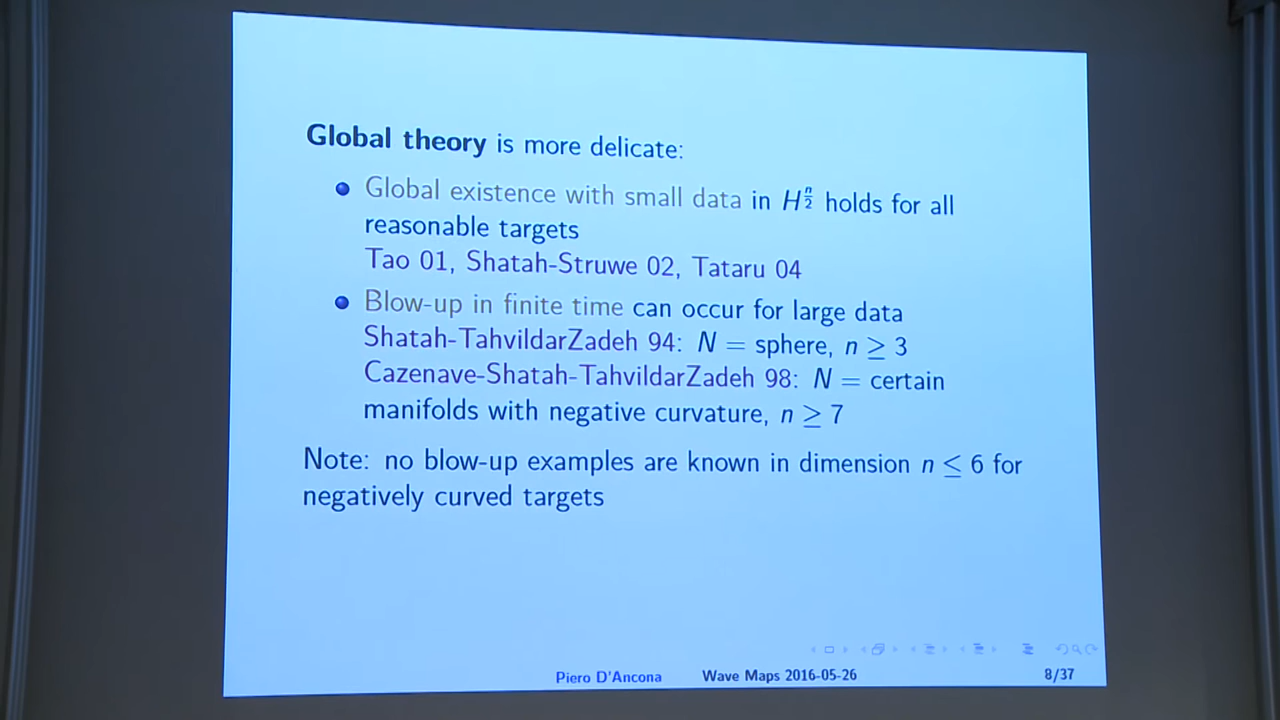 Global theory is more delicate:
Global existence with small data in H^{n/2} holds for all
reasonable targets
Tao 01, Shatah-Struwe 02, Tataru 04
Blow-up in finite time can occur for large data
Shatah-TahvildarZadeh 94: N = sphere, n ≥ 3
Cazenave-Shatah-TahvildarZadeh 98: N = certain
manifolds with negative curvature, n ≥ 7
Note: no blow-up examples are known in dimension n ≤ 6 for
negatively curved targets
Piero D'Ancona Wave Maps 2016-05-26 8/37